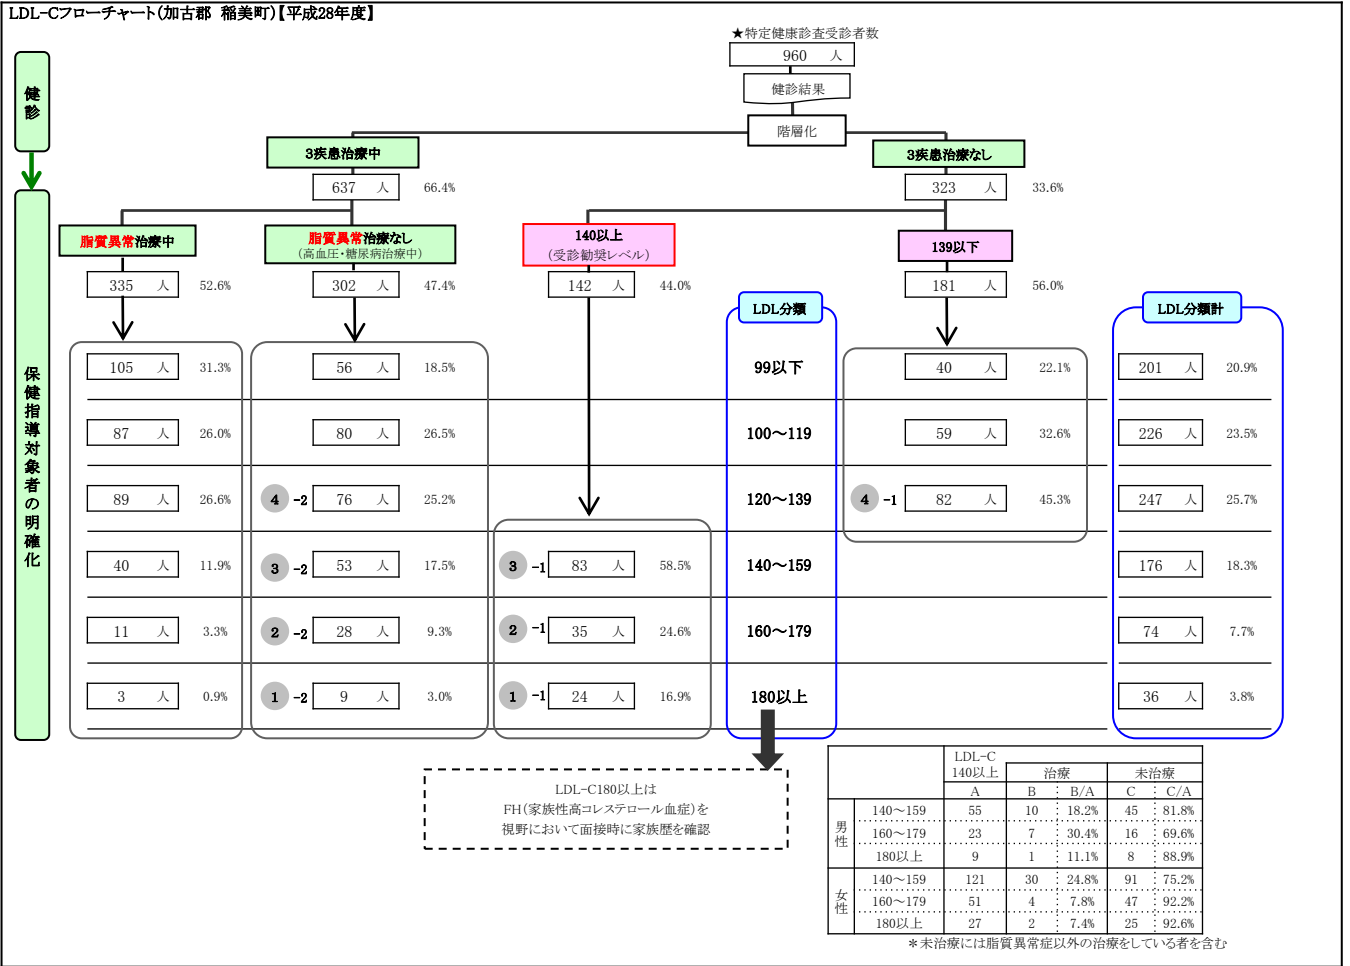 LDL-Cフローチャート(加古郡 稲美町)【平成28年度】
★特定健康診査受診者数
960 人
健診結果
階層化
健診
3疾患治療中
3疾患治療なし
637 人 66.4%
323 人 33.6%
脂質異常治療中
脂質異常治療なし
(高血圧・糖尿病治療中)
140以上
(受診勧奨レベル)
139以下
335 人 52.6%
302 人 47.4%
142 人 44.0%
181 人 56.0%
LDL分類
LDL分類計
保健指導対象者の明確化
105 人 31.3% 56 人 18.5% 99以下 40 人 22.1% 201 人 20.9%
87 人 26.0% 80 人 26.5% 100～119 59 人 32.6% 226 人 23.5%
89 人 26.6% 4 -2 76 人 25.2% 120～139 4 -1 82 人 45.3% 247 人 25.7%
40 人 11.9% 3 -2 53 人 17.5% 3 -1 83 人 58.5% 140～159 176 人 18.3%
11 人 3.3% 2 -2 28 人 9.3% 2 -1 35 人 24.6% 160～179 74 人 7.7%
3 人 0.9% 1 -2 9 人 3.0% 1 -1 24 人 16.9% 180以上 36 人 3.8%
LDL-C180以上は
FH(家族性高コレステロール血症)を
視野において面接時に家族歴を確認
LDL-C
140以上 治療 未治療
A B B/A C C/A
男性
140～159 55 10 18.2% 45 81.8%
160～179 23 7 30.4% 16 69.6%
180以上 9 1 11.1% 8 88.9%
女性
140～159 121 30 24.8% 91 75.2%
160～179 51 4 7.8% 47 92.2%
180以上 27 2 7.4% 25 92.6%
＊未治療には脂質異常症以外の治療をしている者を含む